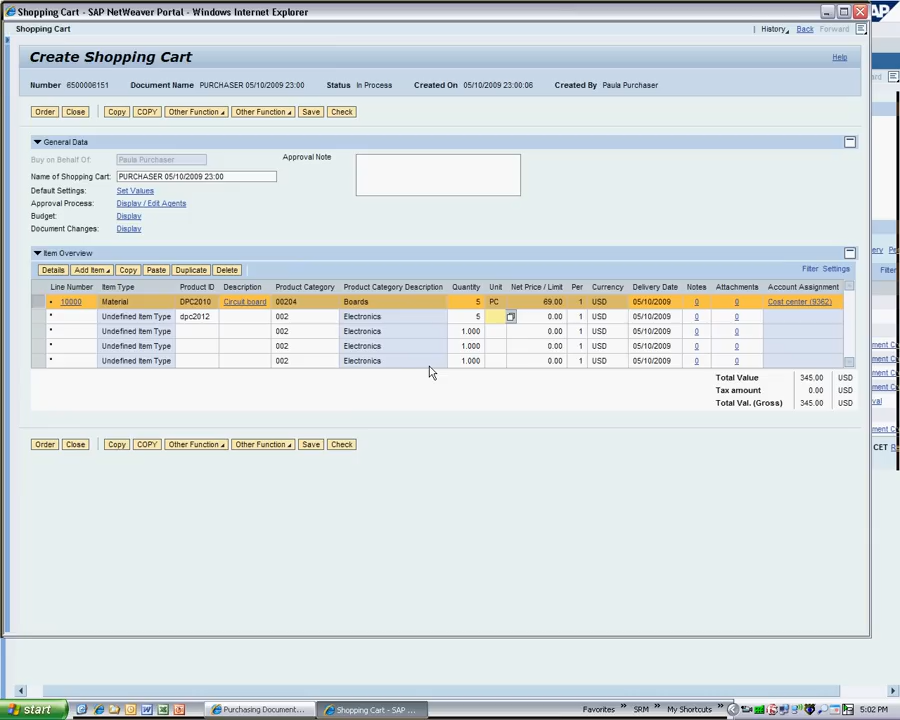 Shopping Cart - SAP NetWeaver Portal - Windows Internet Explorer
Shopping Cart
History Back Forward
Create Shopping Cart
Help
Number 6500006151 Document Name PURCHASER 05/10/2009 23:00 Status In Process Created On 05/10/2009 23:00:06 Created By Paula Purchaser
Order Close Copy COPY Other Function Other Function Save Check
General Data
Buy on Behalf Of: Paula Purchaser
Approval Note
Name of Shopping Cart: PURCHASER 05/10/2009 23:00
Default Settings: Set Values
Approval Process: Display / Edit Agents
Budget: Display
Document Changes: Display
Item Overview
Details Add Item Copy Paste Duplicate Delete
Filter Settings
Line Number Item Type Product ID Description Product Category Product Category Description Quantity Unit Net Price / Limit Per Currency Delivery Date Notes Attachments Account Assignment
• 10000 Material DPC2010 Circuit board 00204 Boards 5 PC 69.00 1 USD 05/10/2009 0 0 Cost center (9362)
• Undefined Item Type dpc2012 002 Electronics 5 0.00 1 USD 05/10/2009 0 0
• Undefined Item Type 002 Electronics 1.000 0.00 1 USD 05/10/2009 0 0
• Undefined Item Type 002 Electronics 1.000 0.00 1 USD 05/10/2009 0 0
• Undefined Item Type 002 Electronics 1.000 0.00 1 USD 05/10/2009 0 0
Total Value 345.00 USD
Tax amount 0.00 USD
Total Val. (Gross) 345.00 USD
Order Close Copy COPY Other Function Other Function Save Check
SAP
Filter
CET
start
Purchasing Document...
Shopping Cart - SAP ...
Favorites » SRM » My Shortcuts »
5:02 PM